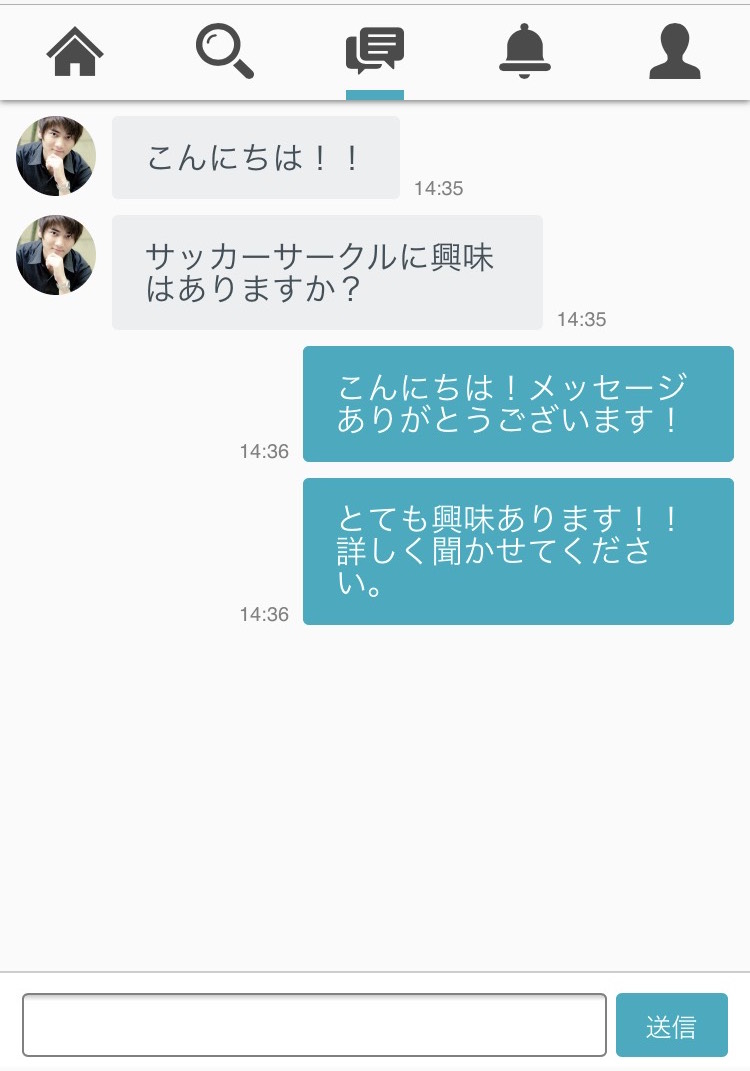 こんにちは！！
14:35
サッカーサークルに興味
はありますか？
14:35
こんにちは！メッセージ
ありがとうございます！
14:36
とても興味あります！！
詳しく聞かせてくださ
い。
14:36
送信